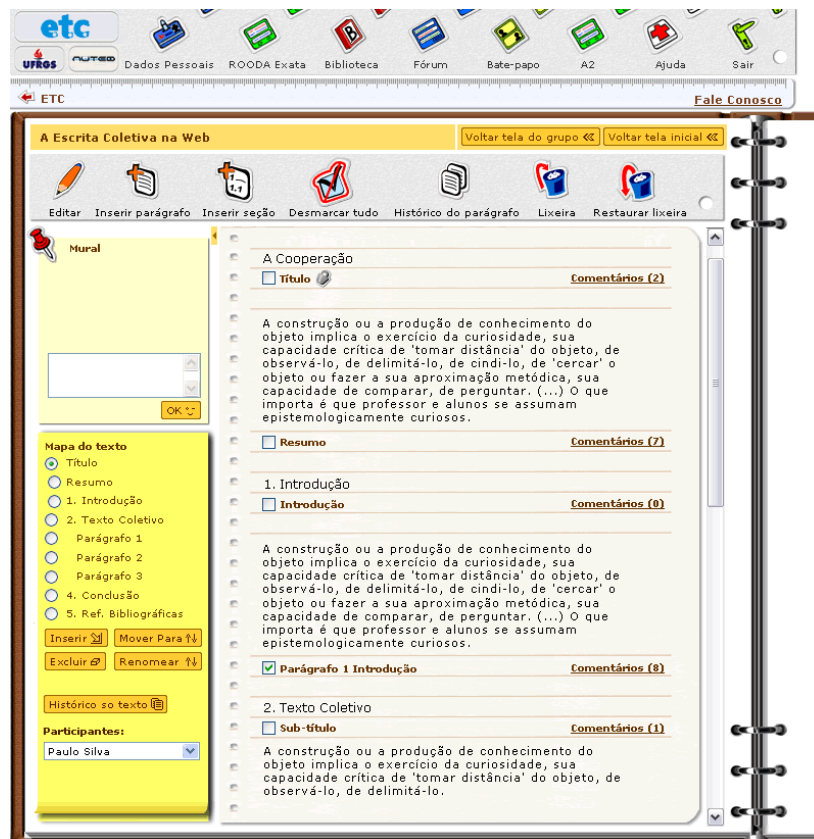 etc
UFRGS NUTED Dados Pessoais ROODA Exata Biblioteca Fórum Bate-papo A2 Ajuda Sair
ETC
Fale Conosco
A Escrita Coletiva na Web
Voltar tela do grupo
Voltar tela inicial
Editar Inserir parágrafo Inserir seção Desmarcar tudo Histórico do parágrafo Lixeira Restaurar lixeira
Mural
OK
Mapa do texto
Título
Resumo
1. Introdução
2. Texto Coletivo
Parágrafo 1
Parágrafo 2
Parágrafo 3
4. Conclusão
5. Ref. Bibliográficas
Inserir Mover Para
Excluir Renomear
Histórico so texto
Participantes:
Paulo Silva
A Cooperação
Título Comentários (2)
A construção ou a produção de conhecimento do
objeto implica o exercício da curiosidade, sua
capacidade crítica de 'tomar distância' do objeto, de
observá-lo, de delimitá-lo, de cindi-lo, de 'cercar' o
objeto ou fazer a sua aproximação metódica, sua
capacidade de comparar, de perguntar. (...) O que
importa é que professor e alunos se assumam
epistemologicamente curiosos.
Resumo Comentários (7)
1. Introdução
Introdução Comentários (0)
A construção ou a produção de conhecimento do
objeto implica o exercício da curiosidade, sua
capacidade crítica de 'tomar distância' do objeto, de
observá-lo, de delimitá-lo, de cindi-lo, de 'cercar' o
objeto ou fazer a sua aproximação metódica, sua
capacidade de comparar, de perguntar. (...) O que
importa é que professor e alunos se assumam
epistemologicamente curiosos.
Parágrafo 1 Introdução Comentários (8)
2. Texto Coletivo
Sub-título Comentários (1)
A construção ou a produção de conhecimento do
objeto implica o exercício da curiosidade, sua
capacidade crítica de 'tomar distância' do objeto, de
observá-lo, de delimitá-lo.